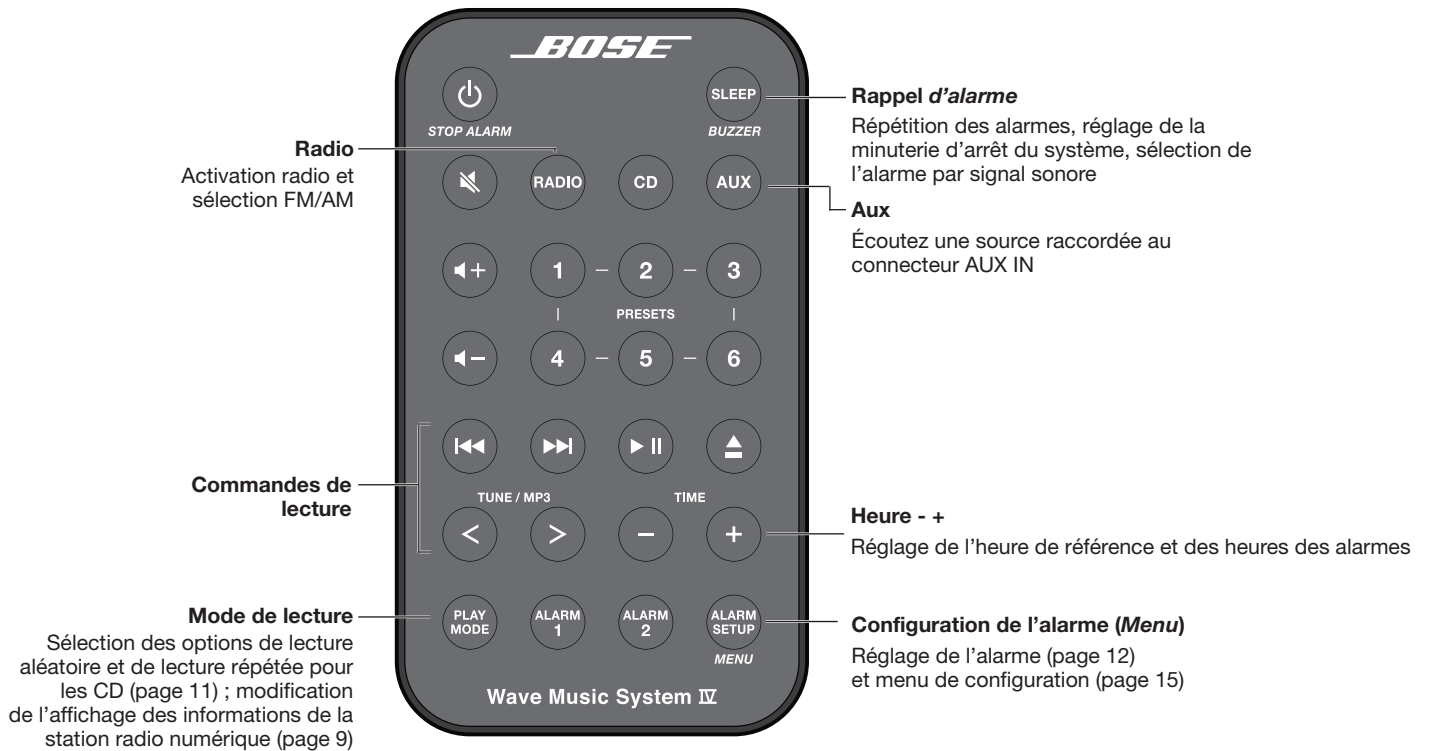 BOSE
SLEEP
STOP ALARM
BUZZER
RADIO
CD
AUX
1 – 2 – 3
PRESETS
4 – 5 – 6
TUNE / MP3
TIME
< > – +
PLAY
MODE
ALARM
1
ALARM
2
ALARM
SETUP
MENU
Wave Music System IV
Radio
Activation radio et
sélection FM/AM
Commandes de
lecture
Mode de lecture
Sélection des options de lecture
aléatoire et de lecture répétée pour
les CD (page 11) ; modification
de l’affichage des informations de la
station radio numérique (page 9)
Rappel d’alarme
Répétition des alarmes, réglage de la
minuterie d’arrêt du système, sélection de
l’alarme par signal sonore
Aux
Écoutez une source raccordée au
connecteur AUX IN
Heure - +
Réglage de l’heure de référence et des heures des alarmes
Configuration de l’alarme (Menu)
Réglage de l’alarme (page 12)
et menu de configuration (page 15)